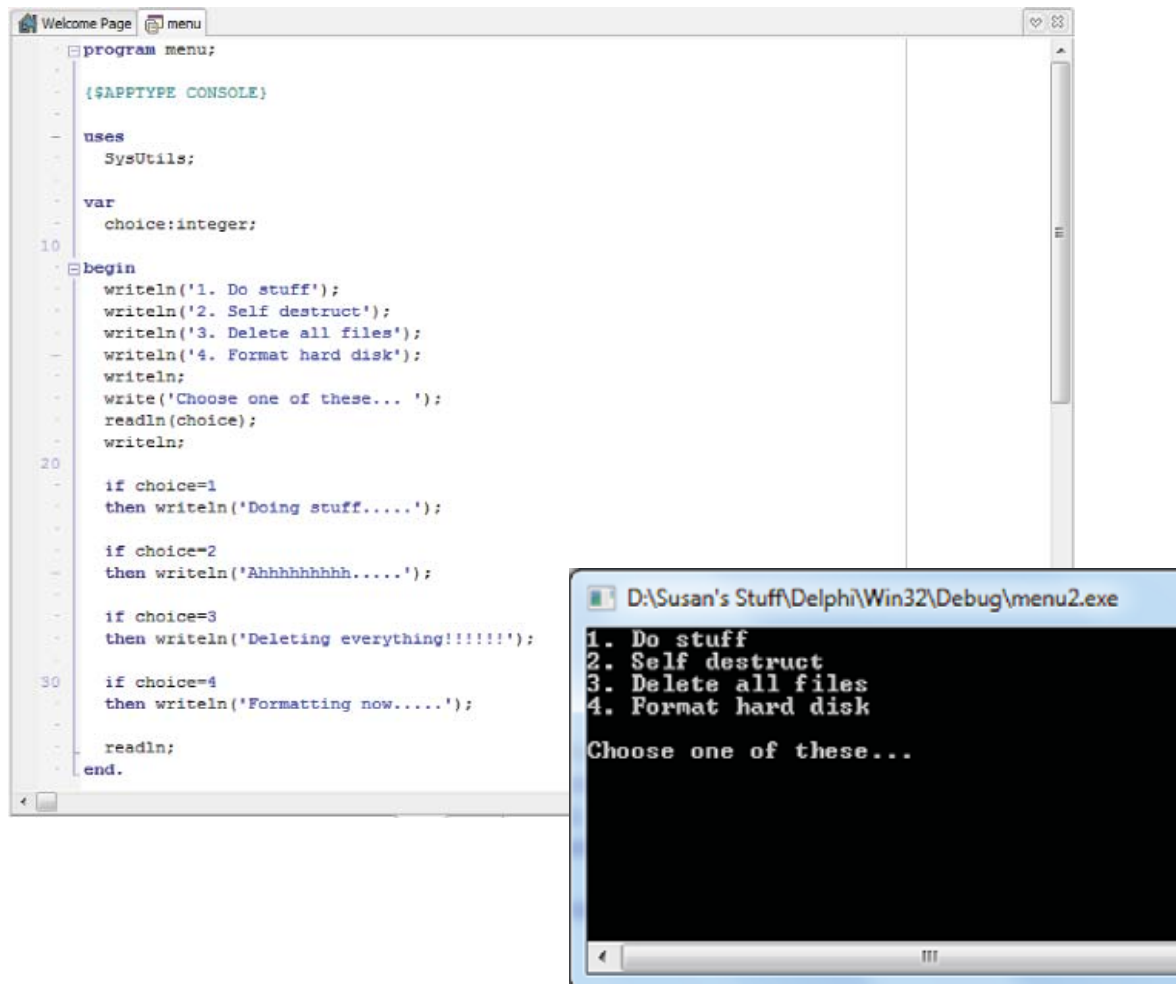 Welcome Page menu
program menu;
{$APPTYPE CONSOLE}
uses
SysUtils;
var
choice:integer;
10
begin
writeln('1. Do stuff');
writeln('2. Self destruct');
writeln('3. Delete all files');
writeln('4. Format hard disk');
writeln;
write('Choose one of these... ');
readln(choice);
writeln;
20
if choice=1
then writeln('Doing stuff.....');
if choice=2
then writeln('Ahhhhhhhhh.....');
if choice=3
then writeln('Deleting everything!!!!!!');
30 if choice=4
then writeln('Formatting now.....');
readln;
end.
D:\Susan's Stuff\Delphi\Win32\Debug\menu2.exe
1. Do stuff
2. Self destruct
3. Delete all files
4. Format hard disk
Choose one of these...